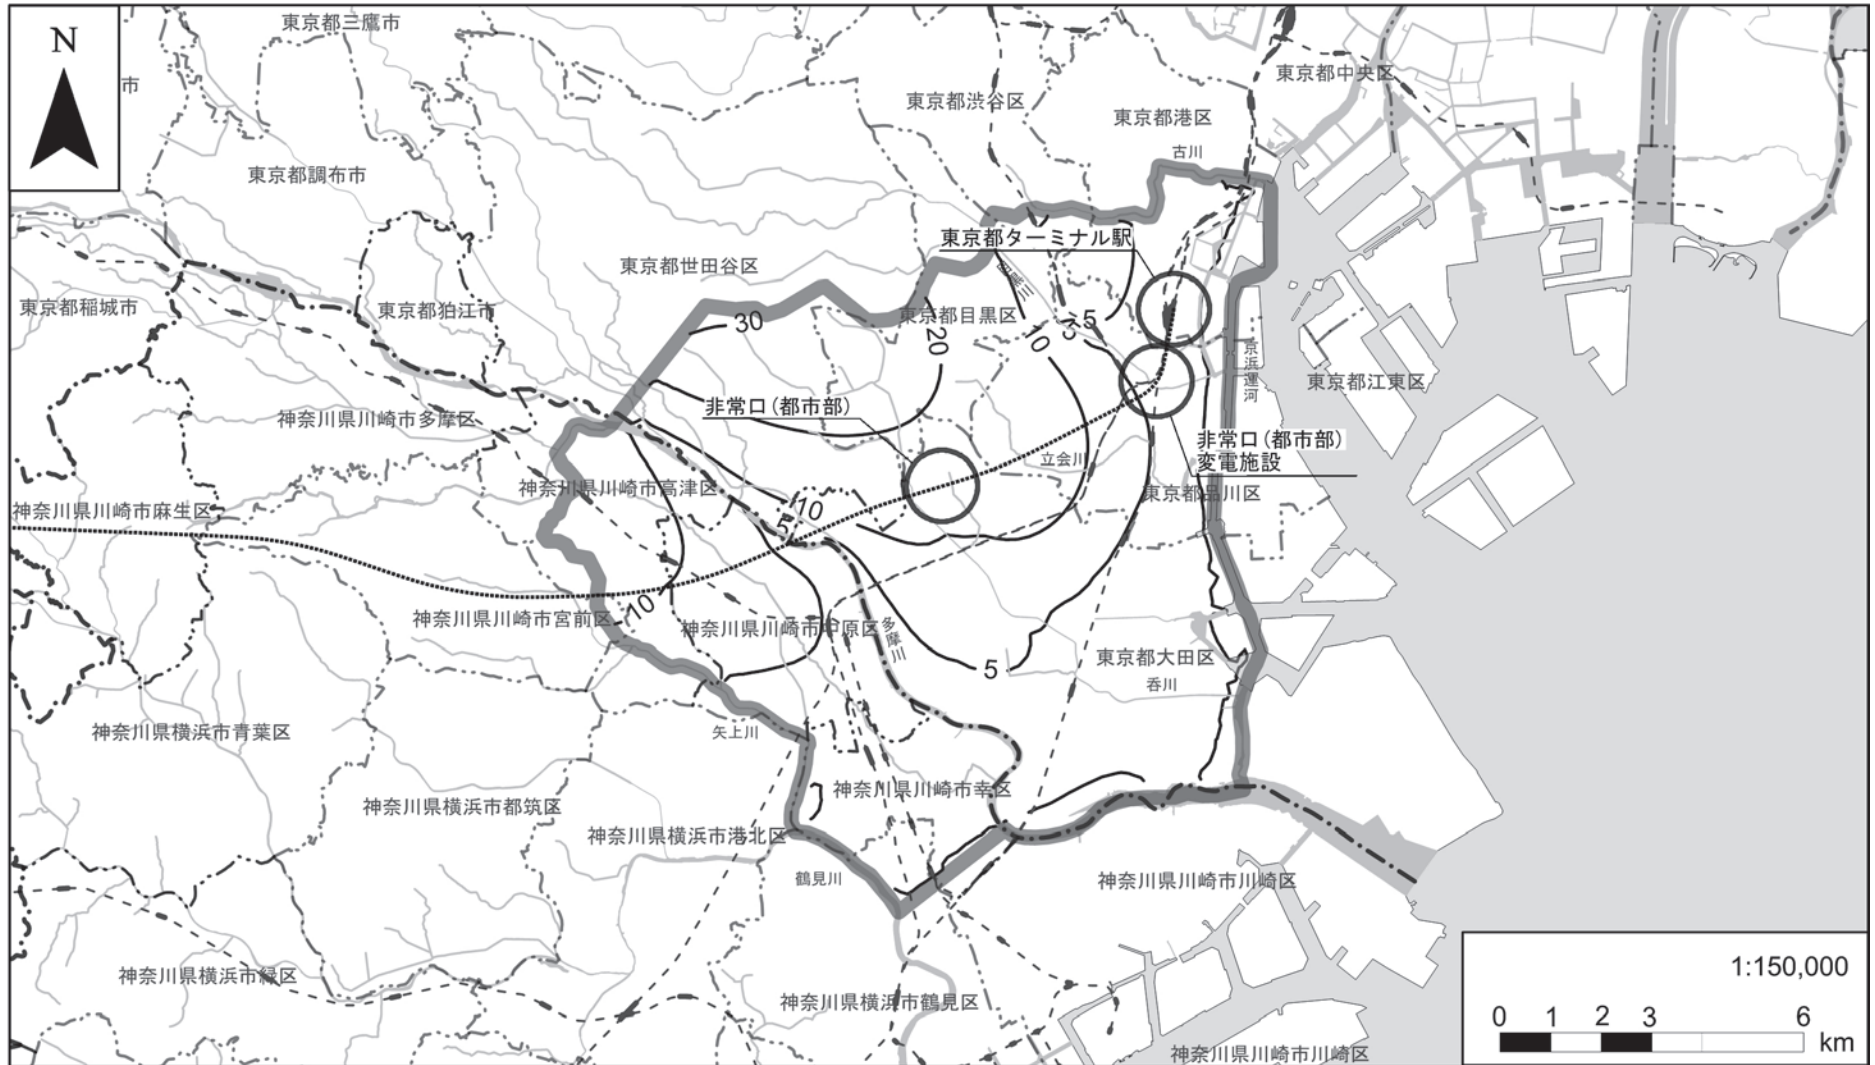 N
東京都三鷹市
市
東京都中央区
東京都渋谷区
東京都港区
古川
東京都調布市
東京都ターミナル駅
東京都世田谷区
目黒川
東京都稲城市
東京都狛江市
東京都目黒区
30
20
10
5
5
京浜運河
東京都江東区
神奈川県川崎市多摩区
非常口(都市部)
非常口(都市部)
変電施設
立会川
神奈川県川崎市高津区
東京都品川区
神奈川県川崎市麻生区
10
5
10
神奈川県川崎市宮前区
神奈川県川崎市中原区
多摩川
5
東京都大田区
呑川
神奈川県横浜市青葉区
矢上川
神奈川県川崎市幸区
神奈川県横浜市都筑区
神奈川県横浜市港北区
鶴見川
神奈川県川崎市川崎区
神奈川県横浜市緑区
神奈川県横浜市鶴見区
神奈川県川崎市川崎区
1:150,000
0 1 2 3 6
km